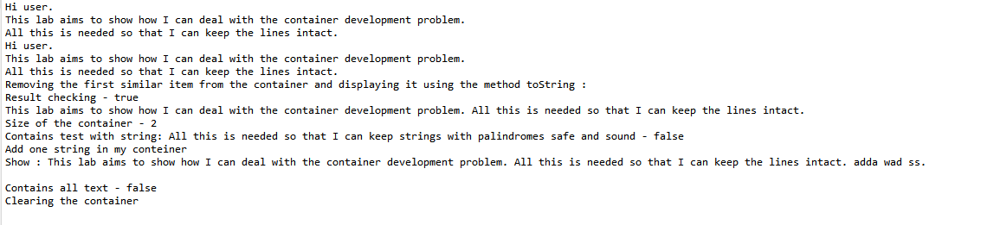 Hi user.
This lab aims to show how I can deal with the container development problem.
All this is needed so that I can keep the lines intact.
Hi user.
This lab aims to show how I can deal with the container development problem.
All this is needed so that I can keep the lines intact.
Removing the first similar item from the container and displaying it using the method toString :
Result checking - true
This lab aims to show how I can deal with the container development problem. All this is needed so that I can keep the lines intact.
Size of the container - 2
Contains test with string: All this is needed so that I can keep strings with palindromes safe and sound - false
Add one string in my conteiner
Show : This lab aims to show how I can deal with the container development problem. All this is needed so that I can keep the lines intact. adda wad ss.
Contains all text - false
Clearing the container